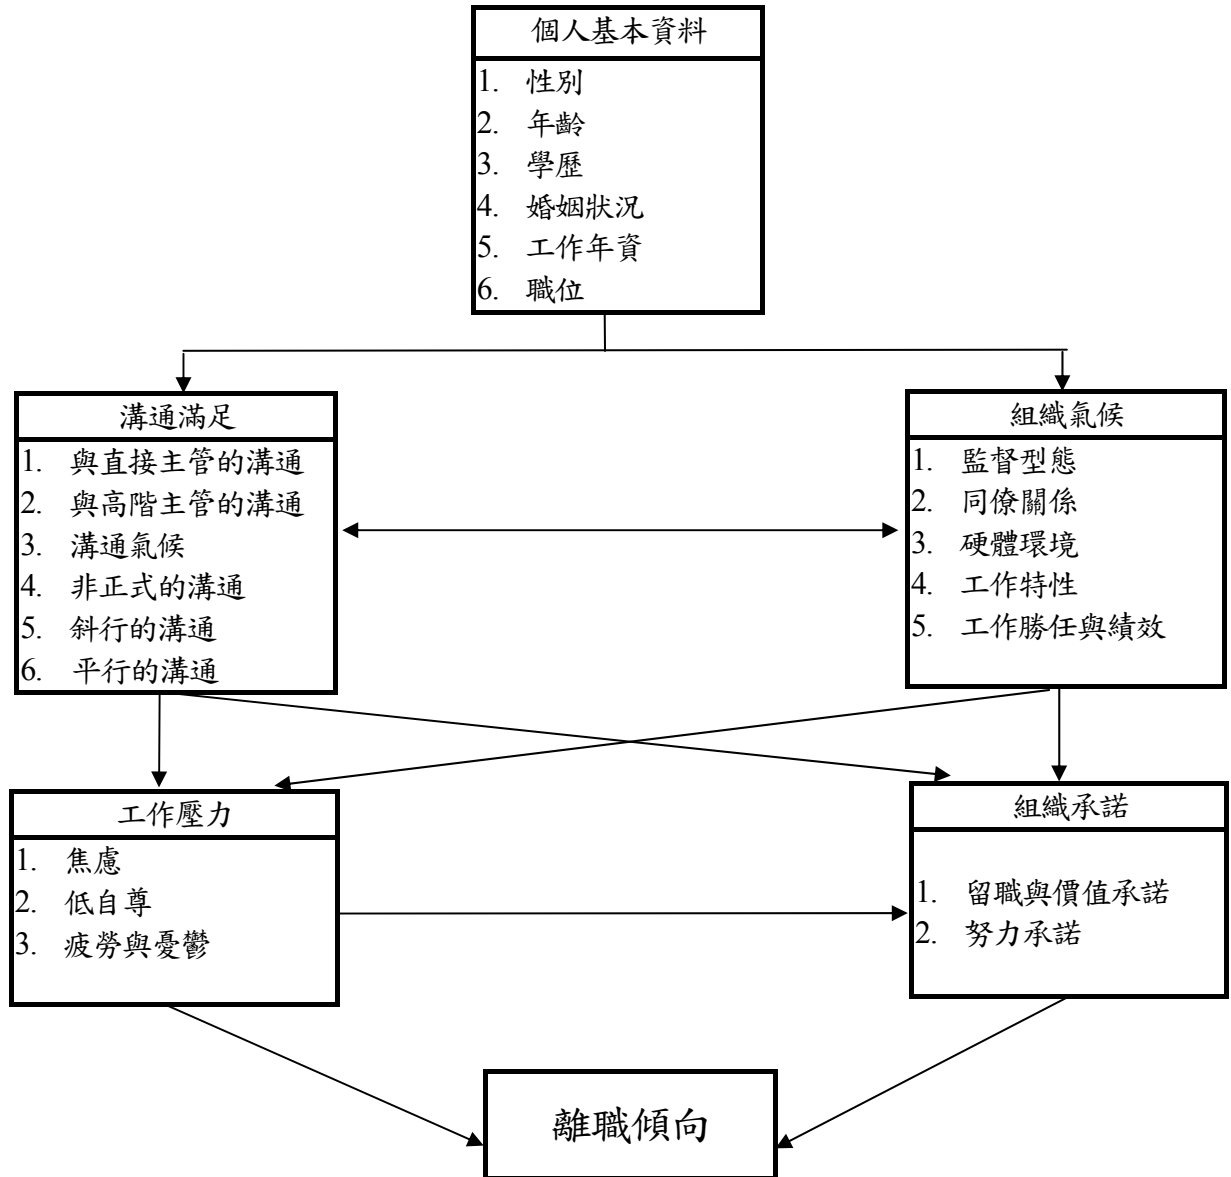 個人基本資料
1. 性別
2. 年齡
3. 學歷
4. 婚姻狀況
5. 工作年資
6. 職位
溝通滿足
1. 與直接主管的溝通
2. 與高階主管的溝通
3. 溝通氣候
4. 非正式的溝通
5. 斜行的溝通
6. 平行的溝通
組織氣候
1. 監督型態
2. 同僚關係
3. 硬體環境
4. 工作特性
5. 工作勝任與績效
工作壓力
1. 焦慮
2. 低自尊
3. 疲勞與憂鬱
組織承諾
1. 留職與價值承諾
2. 努力承諾
離職傾向